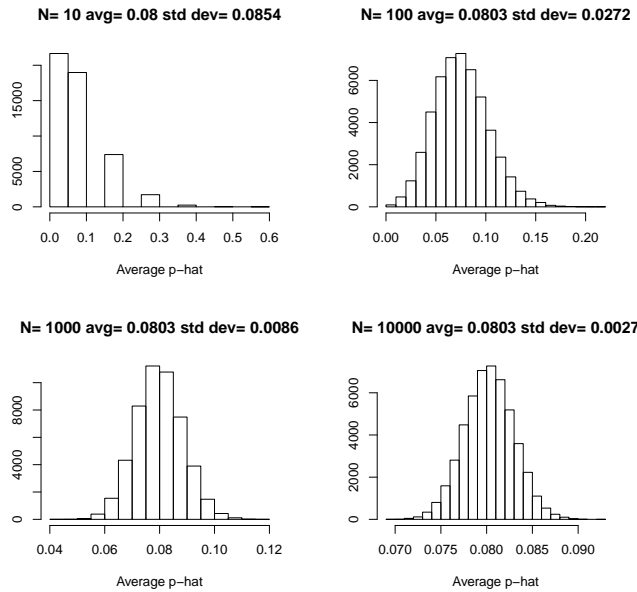 N= 10 avg= 0.08 std dev= 0.0854
0 5000 15000
0.0 0.1 0.2 0.3 0.4 0.5 0.6
Average p-hat
N= 100 avg= 0.0803 std dev= 0.0272
0 2000 4000 6000
0.00 0.05 0.10 0.15 0.20
Average p-hat
N= 1000 avg= 0.0803 std dev= 0.0086
0 4000 8000
0.04 0.06 0.08 0.10 0.12
Average p-hat
N= 10000 avg= 0.0803 std dev= 0.0027
0 2000 4000 6000
0.070 0.075 0.080 0.085 0.090
Average p-hat